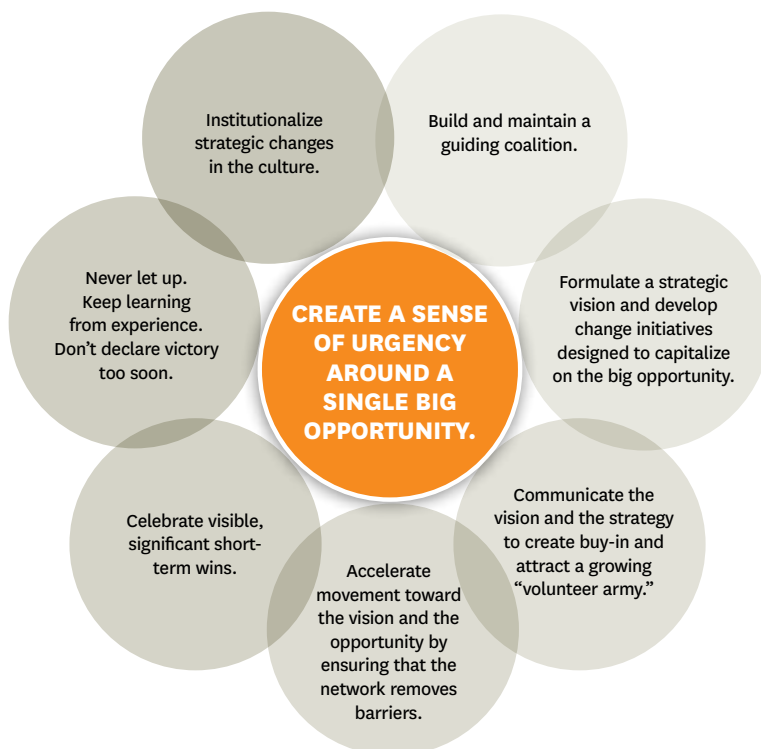 Institutionalize
strategic changes
in the culture.
Build and maintain a
guiding coalition.
Never let up.
Keep learning
from experience.
Don’t declare victory
too soon.
CREATE A SENSE
OF URGENCY
AROUND A
SINGLE BIG
OPPORTUNITY.
Formulate a strategic
vision and develop
change initiatives
designed to capitalize
on the big opportunity.
Celebrate visible,
significant short-
term wins.
Accelerate
movement toward
the vision and the
opportunity by
ensuring that the
network removes
barriers.
Communicate the
vision and the strategy
to create buy-in and
attract a growing
“volunteer army.”